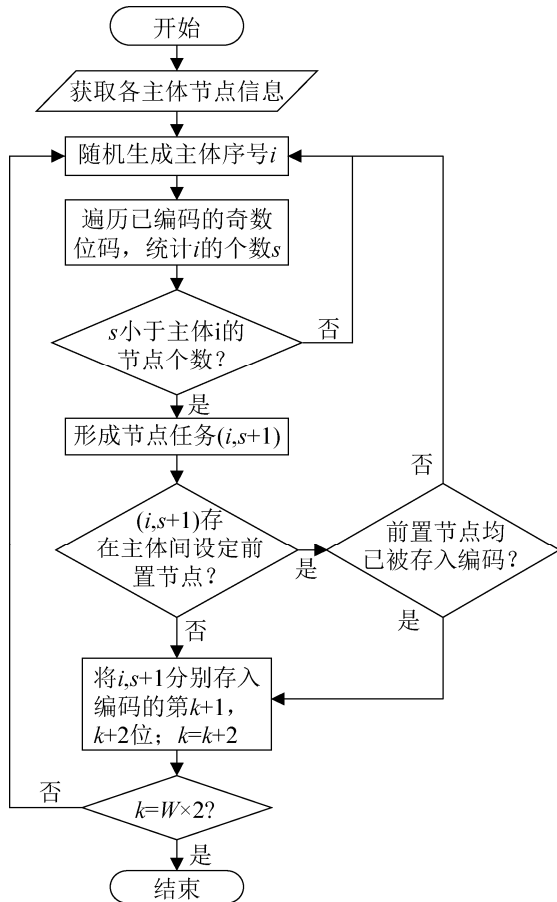 开始
获取各主体节点信息
随机生成主体序号i
遍历已编码的奇数
位码，统计i的个数s
s小于主体i的
节点个数？
否
是
形成节点任务(i,s+1)
(i,s+1)存
在主体间设定前
置节点？
是
否
前置节点均
已被存入编码？
否
是
将i,s+1分别存入
编码的第k+1，
k+2位；k=k+2
k=W×2?
否
是
结束